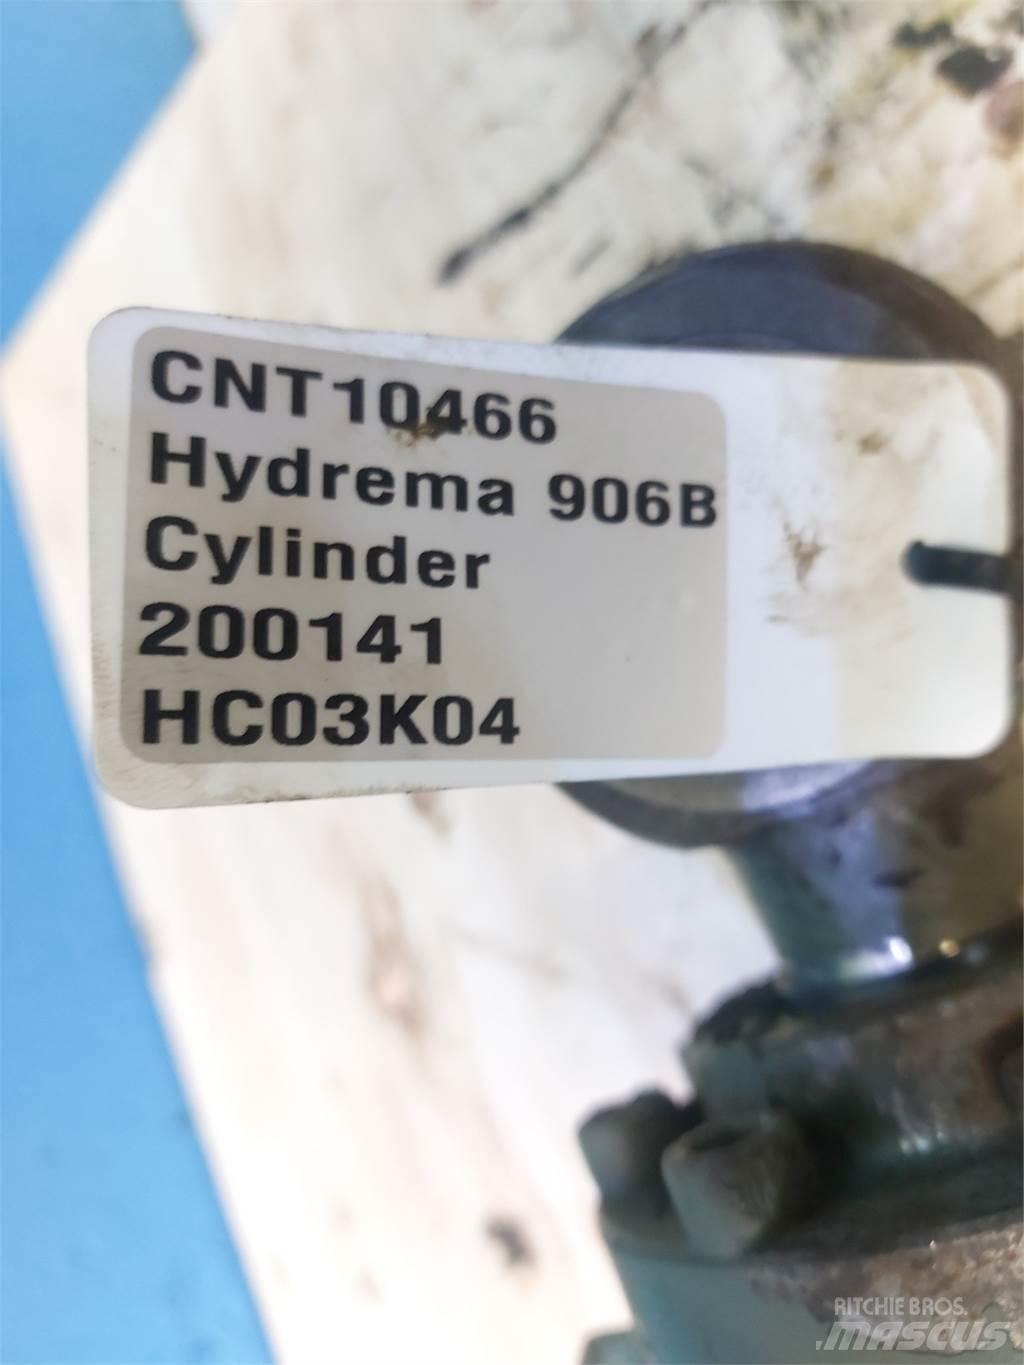 CNT10466
Hydrema 906B
Cylinder
200141
HC03K04
RITCHIE BROS.
MASCUS